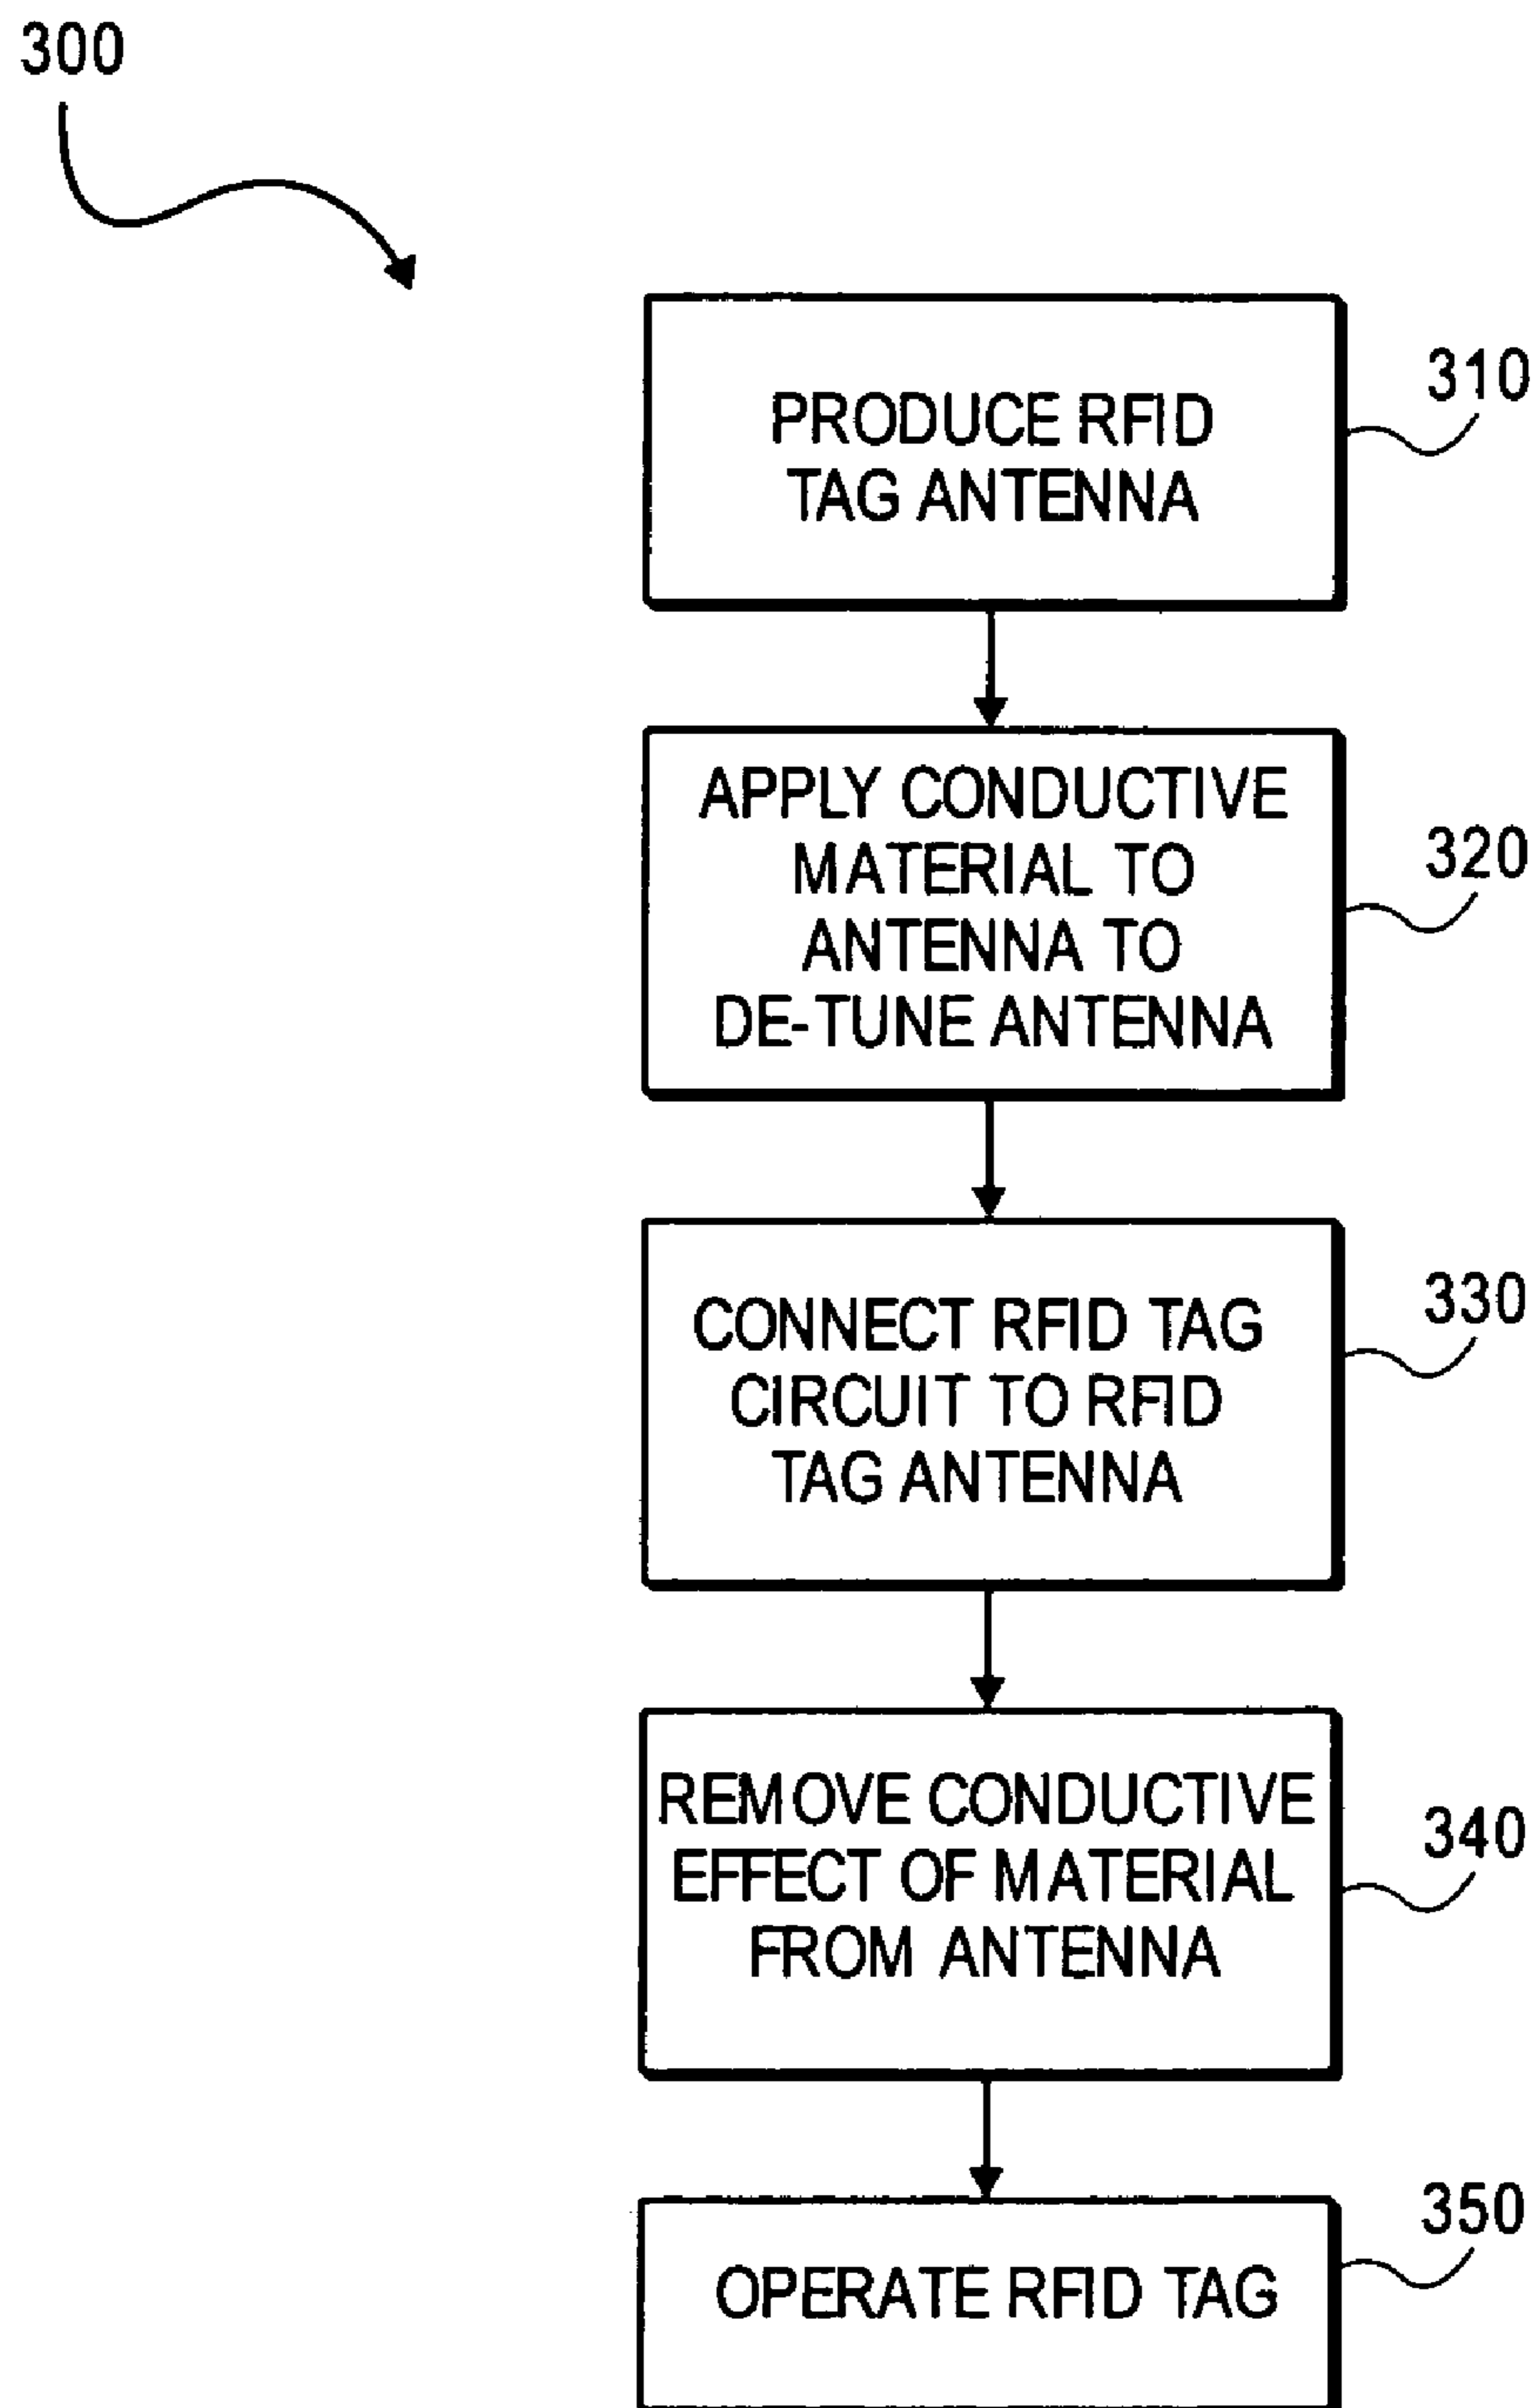 300
PRODUCE RFID
TAG ANTENNA
310
APPLY CONDUCTIVE
MATERIAL TO
ANTENNA TO
DE-TUNE ANTENNA
320
CONNECT RFID TAG
CIRCUIT TO RFID
TAG ANTENNA
330
REMOVE CONDUCTIVE
EFFECT OF MATERIAL
FROM ANTENNA
340
OPERATE RFID TAG
350